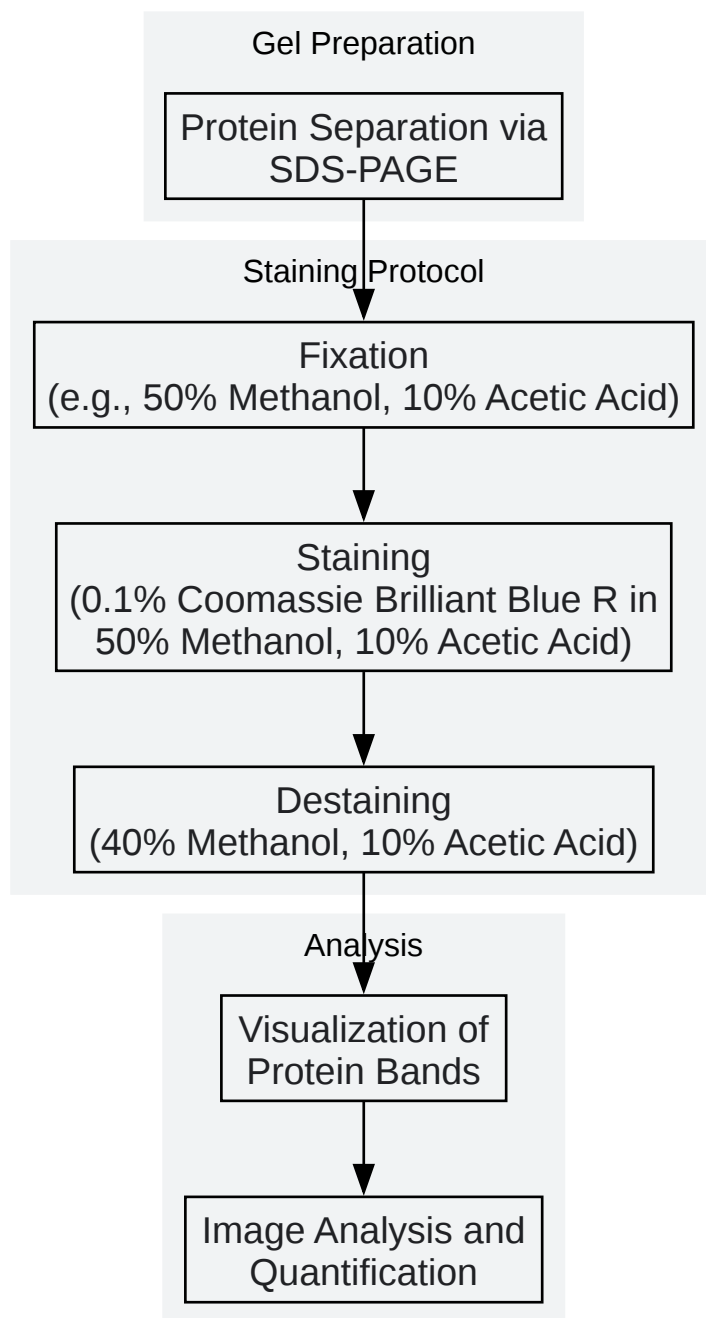 Gel Preparation
Protein Separation via
SDS-PAGE
Staining Protocol
Fixation
(e.g., 50% Methanol, 10% Acetic Acid)
Staining
(0.1% Coomassie Brilliant Blue R in
50% Methanol, 10% Acetic Acid)
Destaining
(40% Methanol, 10% Acetic Acid)
Analysis
Visualization of
Protein Bands
Image Analysis and
Quantification